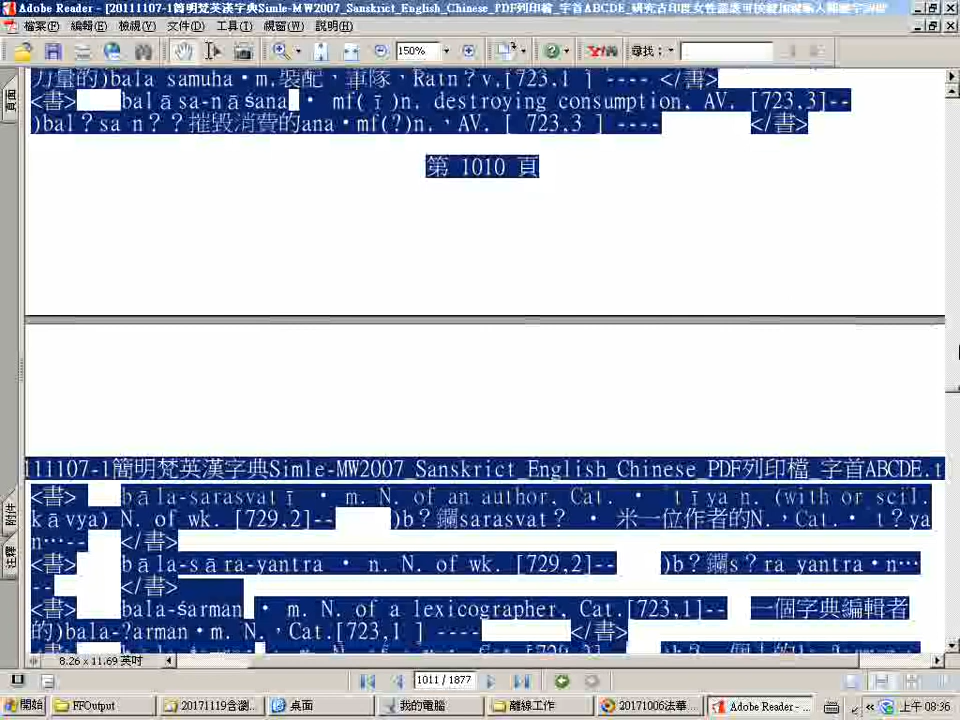 Adobe Reader - [20111107-1簡明梵英漢字典Simle-MW2007_Sanskrict_English_Chinese_PDF列印檔_字首ABCDE_研究古印度女性
檔案(F) 編輯(E) 檢視(V) 文件(D) 工具(T) 視窗(W) 說明(H)
150% 尋找:
力量的)bala samuha‧m.裝配,軍隊,Ratn?v.[723,1 ] ---- </書>
<書> balāsa-nāśana ‧ mf(ī)n. destroying consumption, AV. [723,3]--
)bal?sa n??摧毀消費的ana‧mf(?)n.,AV. [ 723,3 ] ---- </書>
第 1010 頁
111107-1簡明梵英漢字典Simle-MW2007_Sanskrict_English_Chinese_PDF列印檔_字首ABCDE.t
<書> bāla-sarasvatī ‧ m. N. of an author, Cat. ‧ tīya n. (with or scil.
kāvya) N. of wk. [729,2]-- )b?鑭sarasvat? ‧ 米一位作者的N.,Cat.‧ t?ya
n…-- </書>
<書> bāla-sāra-yantra ‧ n. N. of wk. [729,2]-- )b?鑭s?ra yantra‧n…
-- </書>
<書> bala-śarman ‧ m. N. of a lexicographer, Cat.[723,1]-- 一個字典編輯者
的)bala-?arman‧m. N.,Cat.[723,1 ] ---- </書>
頁面
附件
註釋
8.26 x 11.69 英吋
1011 / 1877
開始 FFOutput 20171119含瀏... 桌面 我的電腦 離線工作 20171006法華... Adobe Reader - ... 上午 08:36